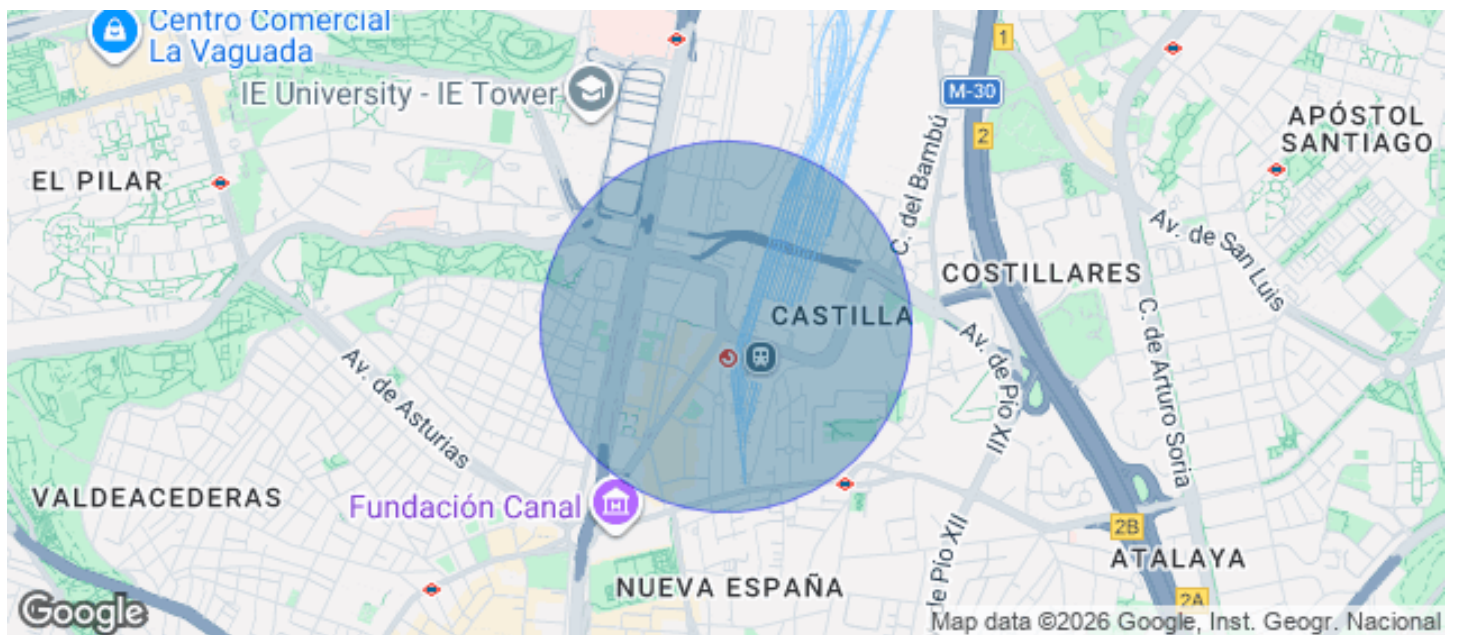 Centro Comercial
La Vaguada
IE University - IE Tower
1
M-30
2
APÓSTOL
SANTIAGO
EL PILAR
C. del Bambú
Av. de San Luis
COSTILLARES
CASTILLA
C. de Arturo Soria
Av. de Pío XII
Av. de Asturias
VALDEACEDERAS
Fundación Canal
2B
ATALAYA
de Pío XII
NUEVA ESPAÑA
2A
Google
Map data ©2026 Google, Inst. Geogr. Nacional